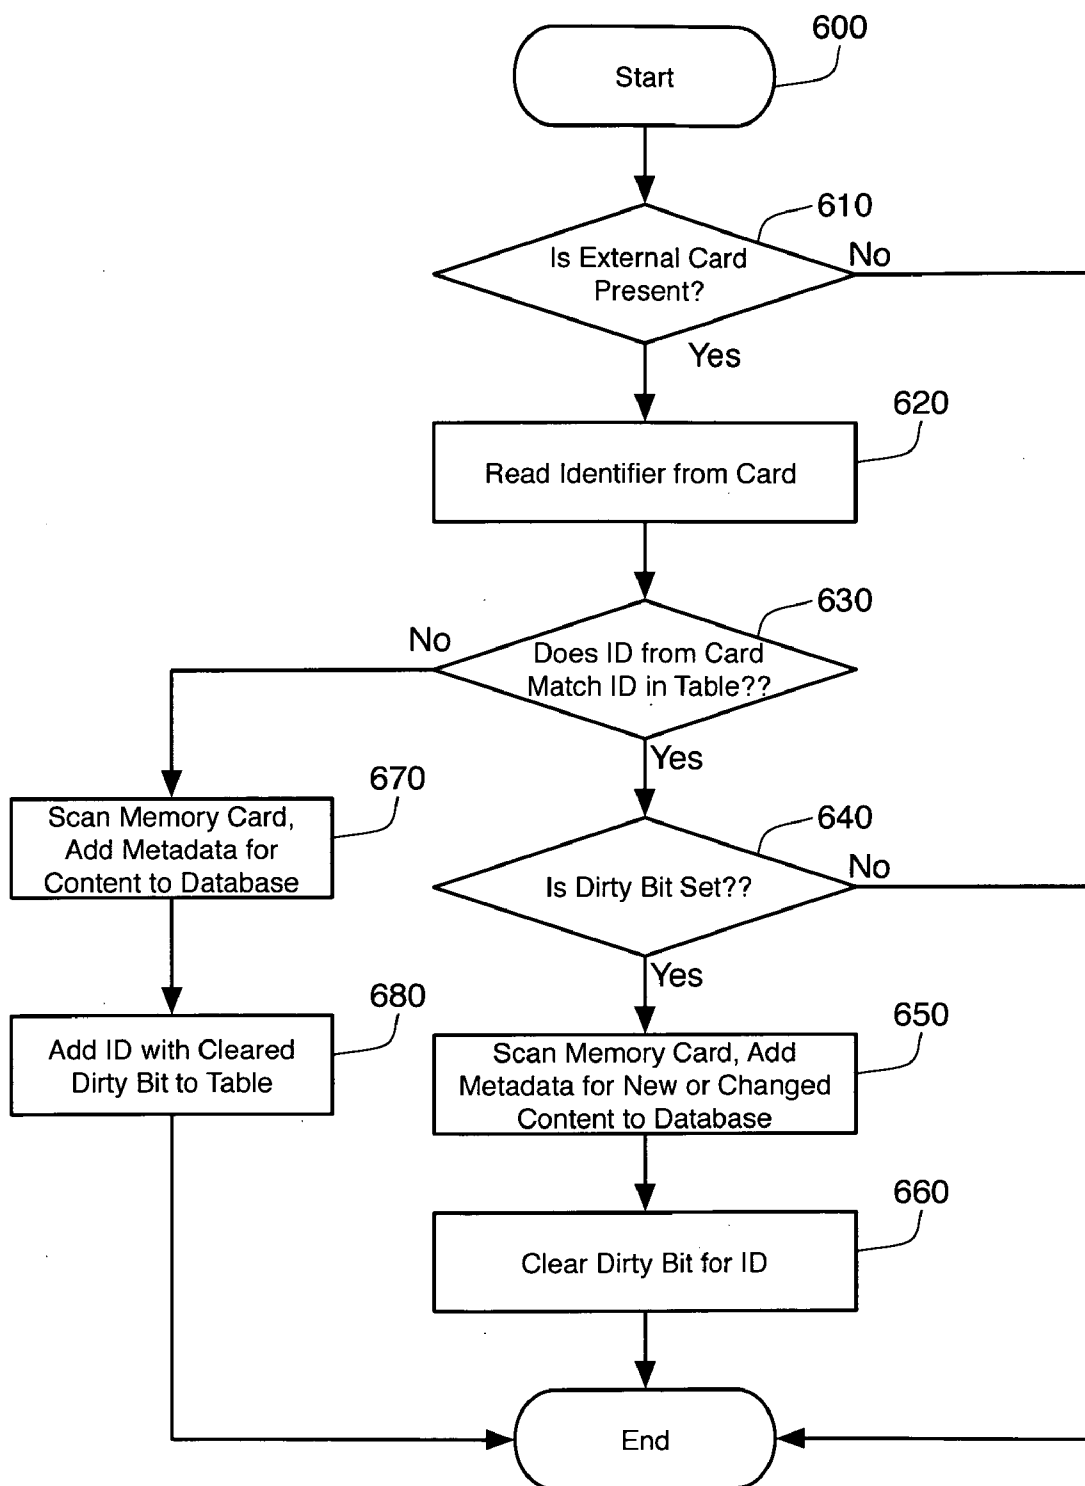 600
Start
610
Is External Card
Present?
No
Yes
620
Read Identifier from Card
630
No
Does ID from Card
Match ID in Table??
Yes
670
Scan Memory Card,
Add Metadata for
Content to Database
640
No
Is Dirty Bit Set??
Yes
680
Add ID with Cleared
Dirty Bit to Table
650
Scan Memory Card, Add
Metadata for New or Changed
Content to Database
660
Clear Dirty Bit for ID
End